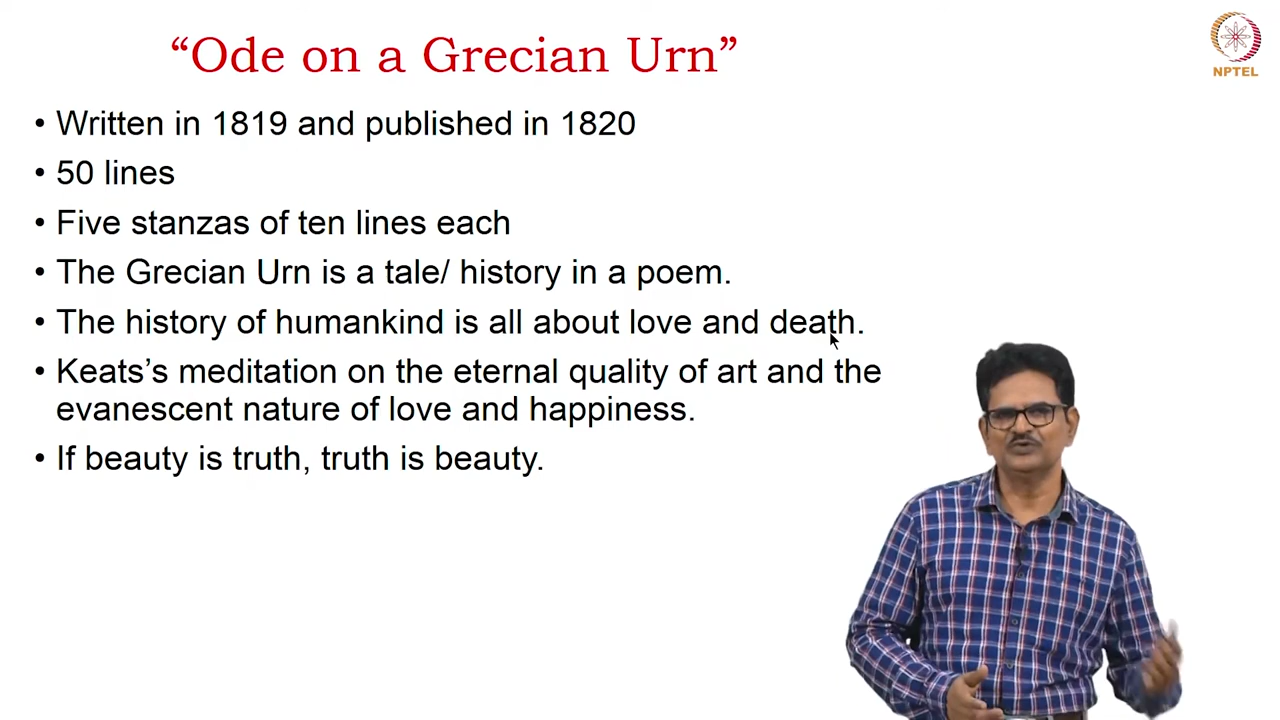 “Ode on a Grecian Urn”
NPTEL
• Written in 1819 and published in 1820
• 50 lines
• Five stanzas of ten lines each
• The Grecian Urn is a tale/ history in a poem.
• The history of humankind is all about love and death.
• Keats’s meditation on the eternal quality of art and the
evanescent nature of love and happiness.
• If beauty is truth, truth is beauty.